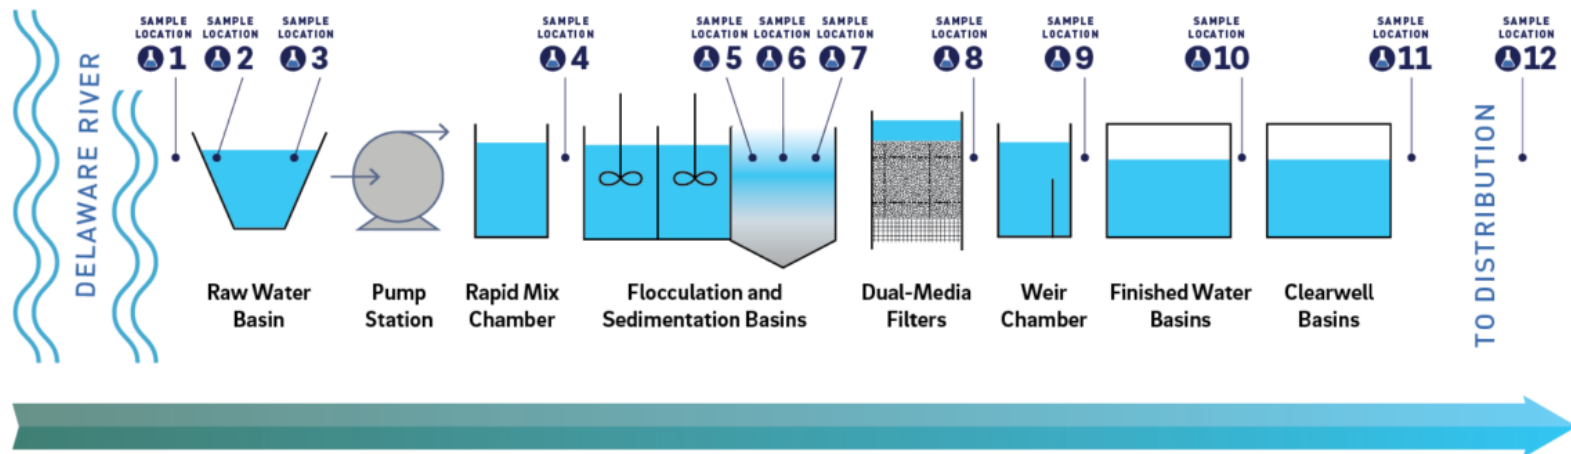 SAMPLE LOCATION 1
SAMPLE LOCATION 2
SAMPLE LOCATION 3
SAMPLE LOCATION 4
SAMPLE LOCATION 5
SAMPLE LOCATION 6
SAMPLE LOCATION 7
SAMPLE LOCATION 8
SAMPLE LOCATION 9
SAMPLE LOCATION 10
SAMPLE LOCATION 11
SAMPLE LOCATION 12
DELAWARE RIVER
Raw Water
Basin
Pump
Station
Rapid Mix
Chamber
Flocculation and
Sedimentation Basins
Dual-Media
Filters
Weir
Chamber
Finished Water
Basins
Clearwell
Basins
TO DISTRIBUTION